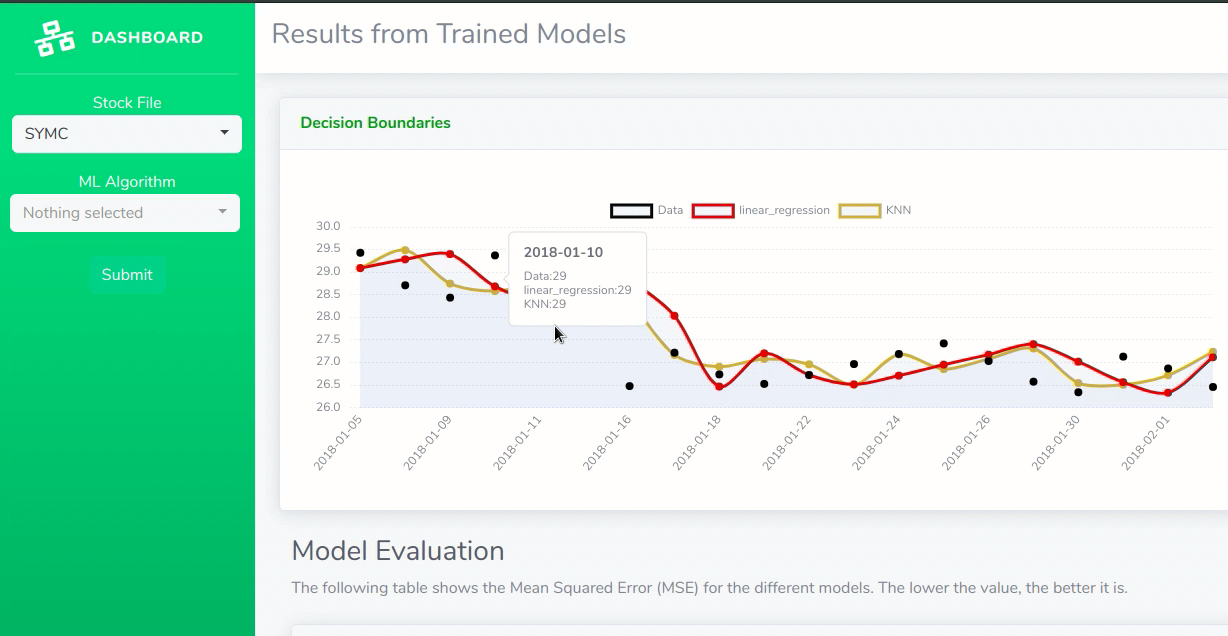 DASHBOARD
Stock File
SYMC
ML Algorithm
Nothing selected
Submit
Results from Trained Models
Decision Boundaries
Data linear_regression KNN
30.0
29.5
29.0
28.5
28.0
27.5
27.0
26.5
26.0
2018-01-10
Data:29
linear_regression:29
KNN:29
2018-01-05
2018-01-09
2018-01-11
2018-01-16
2018-01-18
2018-01-22
2018-01-24
2018-01-26
2018-01-30
2018-02-01
Model Evaluation
The following table shows the Mean Squared Error (MSE) for the different models. The lower the value, the better it is.